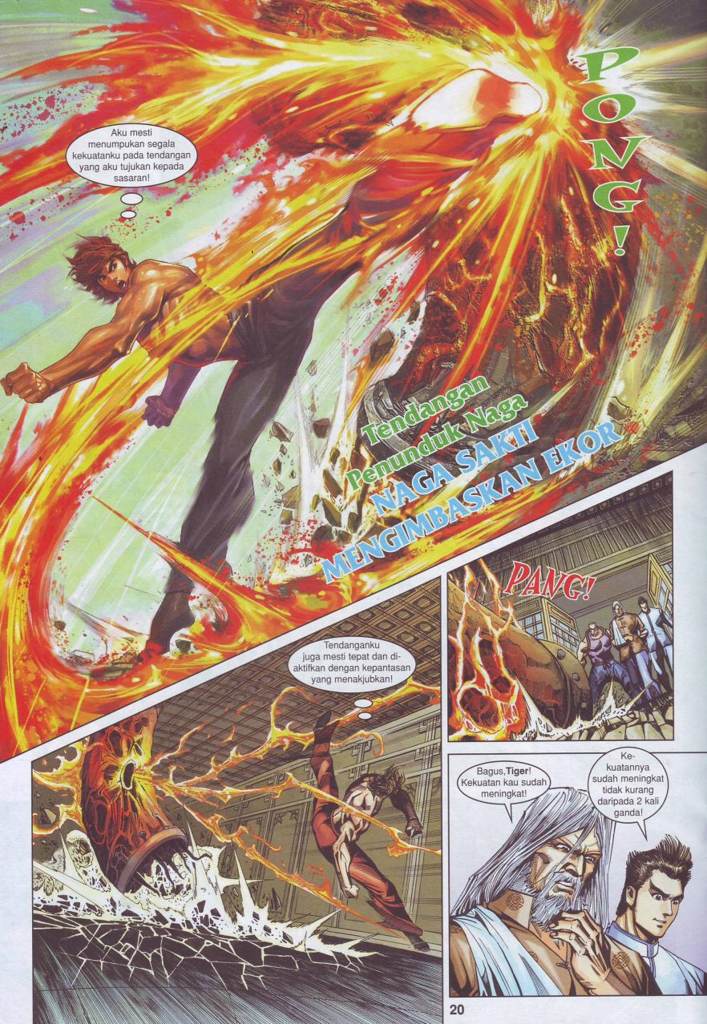 Aku mesti
menumpukan segala
kekuatanku pada tendangan
yang aku tujukan kepada
sasaran!
PONG!
Tendangan
Penunduk Naga
NAGA SAKTI
MENGIMBASKAN EKOR
Tendanganku
juga mesti tepat dan di-
aktifkan dengan kepantasan
yang menakjubkan!
PANG!
Bagus,Tiger!
Kekuatan kau sudah
meningkat!
Ke-
kuatannya
sudah meningkat
tidak kurang
daripada 2 kali
ganda!
20